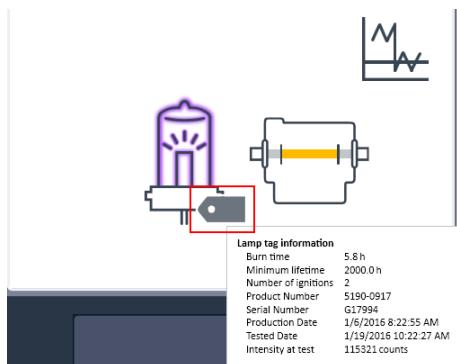 Lamp tag information
Burn time 5.8 h
Minimum lifetime 2000.0 h
Number of ignitions 2
Product Number 5190-0917
Serial Number G17994
Production Date 1/6/2016 8:22:55 AM
Tested Date 1/19/2016 10:22:27 AM
Intensity at test 115321 counts